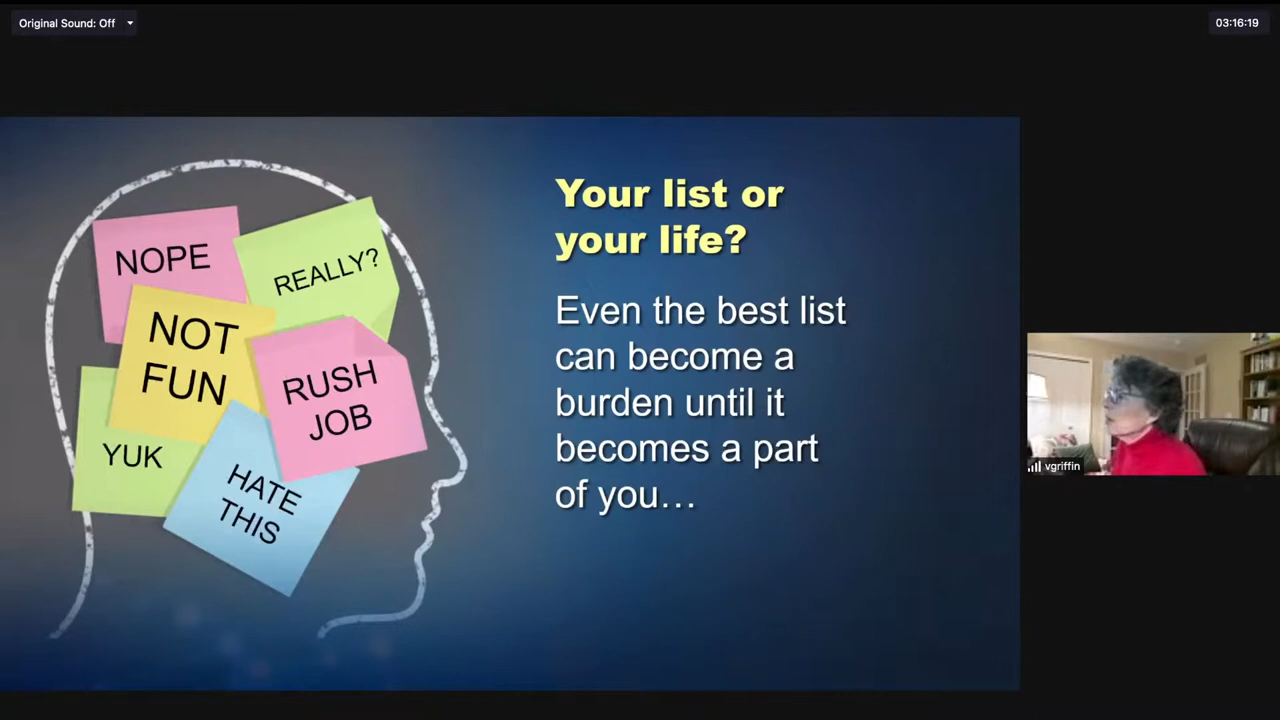 Original Sound: Off
03:16:19
Your list or
your life?
Even the best list
can become a
burden until it
becomes a part
of you…
NOPE
REALLY?
NOT
FUN
RUSH
JOB
YUK
HATE
THIS
vgriffin